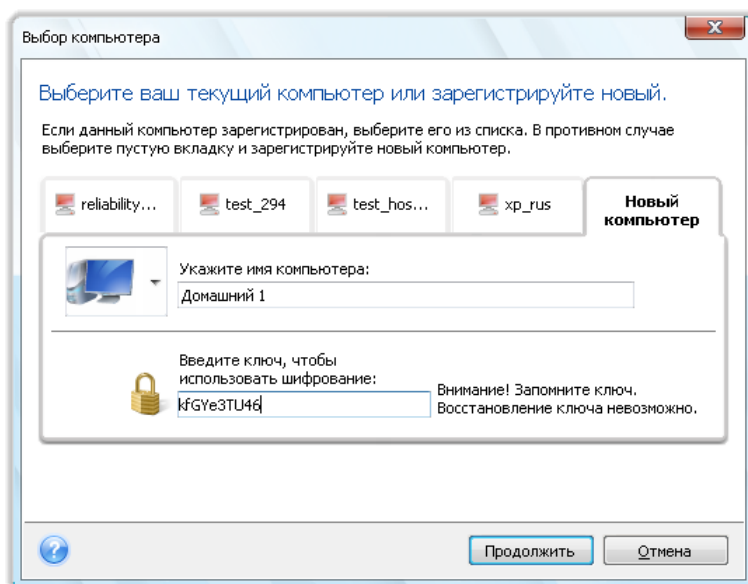 Выбор компьютера
Выберите ваш текущий компьютер или зарегистрируйте новый.
Если данный компьютер зарегистрирован, выберите его из списка. В противном случае
выберите пустую вкладку и зарегистрируйте новый компьютер.
reliability...
test_294
test_hos...
xp_rus
Новый
компьютер
Укажите имя компьютера:
Домашний 1
Введите ключ, чтобы
использовать шифрование:
kfGYe3TU46
Внимание! Запомните ключ.
Восстановление ключа невозможно.
Продолжить
Отмена